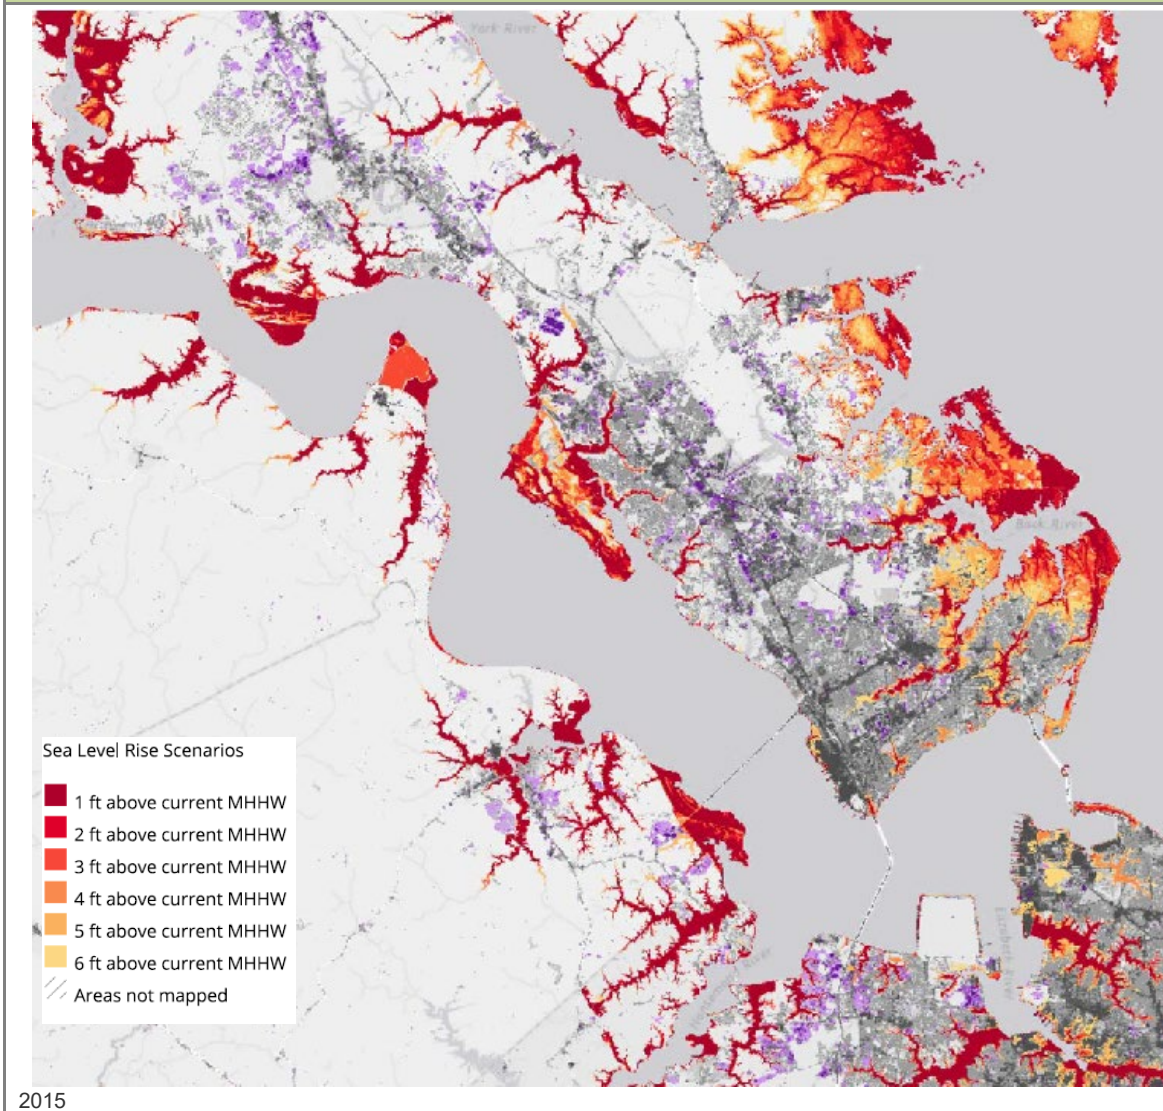 York River
Back River
Sea Level Rise Scenarios
1 ft above current MHHW
2 ft above current MHHW
3 ft above current MHHW
4 ft above current MHHW
5 ft above current MHHW
6 ft above current MHHW
Areas not mapped
River
2015